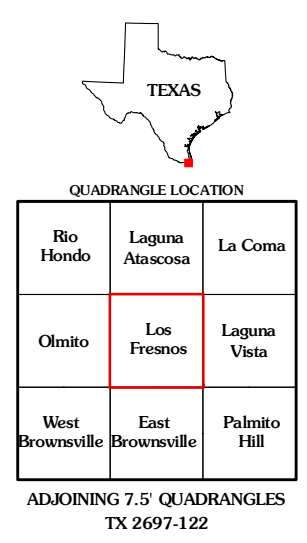 TEXAS
QUADRANGLE LOCATION
Rio
Hondo
Laguna
Atascosa
La Coma
Olmito
Los
Fresnos
Laguna
Vista
West
Brownsville
East
Brownsville
Palmito
Hill
ADJOINING 7.5' QUADRANGLES
TX 2697-122